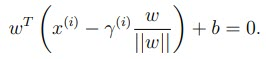 w^T \left( x^{(i)} - \gamma^{(i)} \frac{w}{||w||} \right) + b = 0.